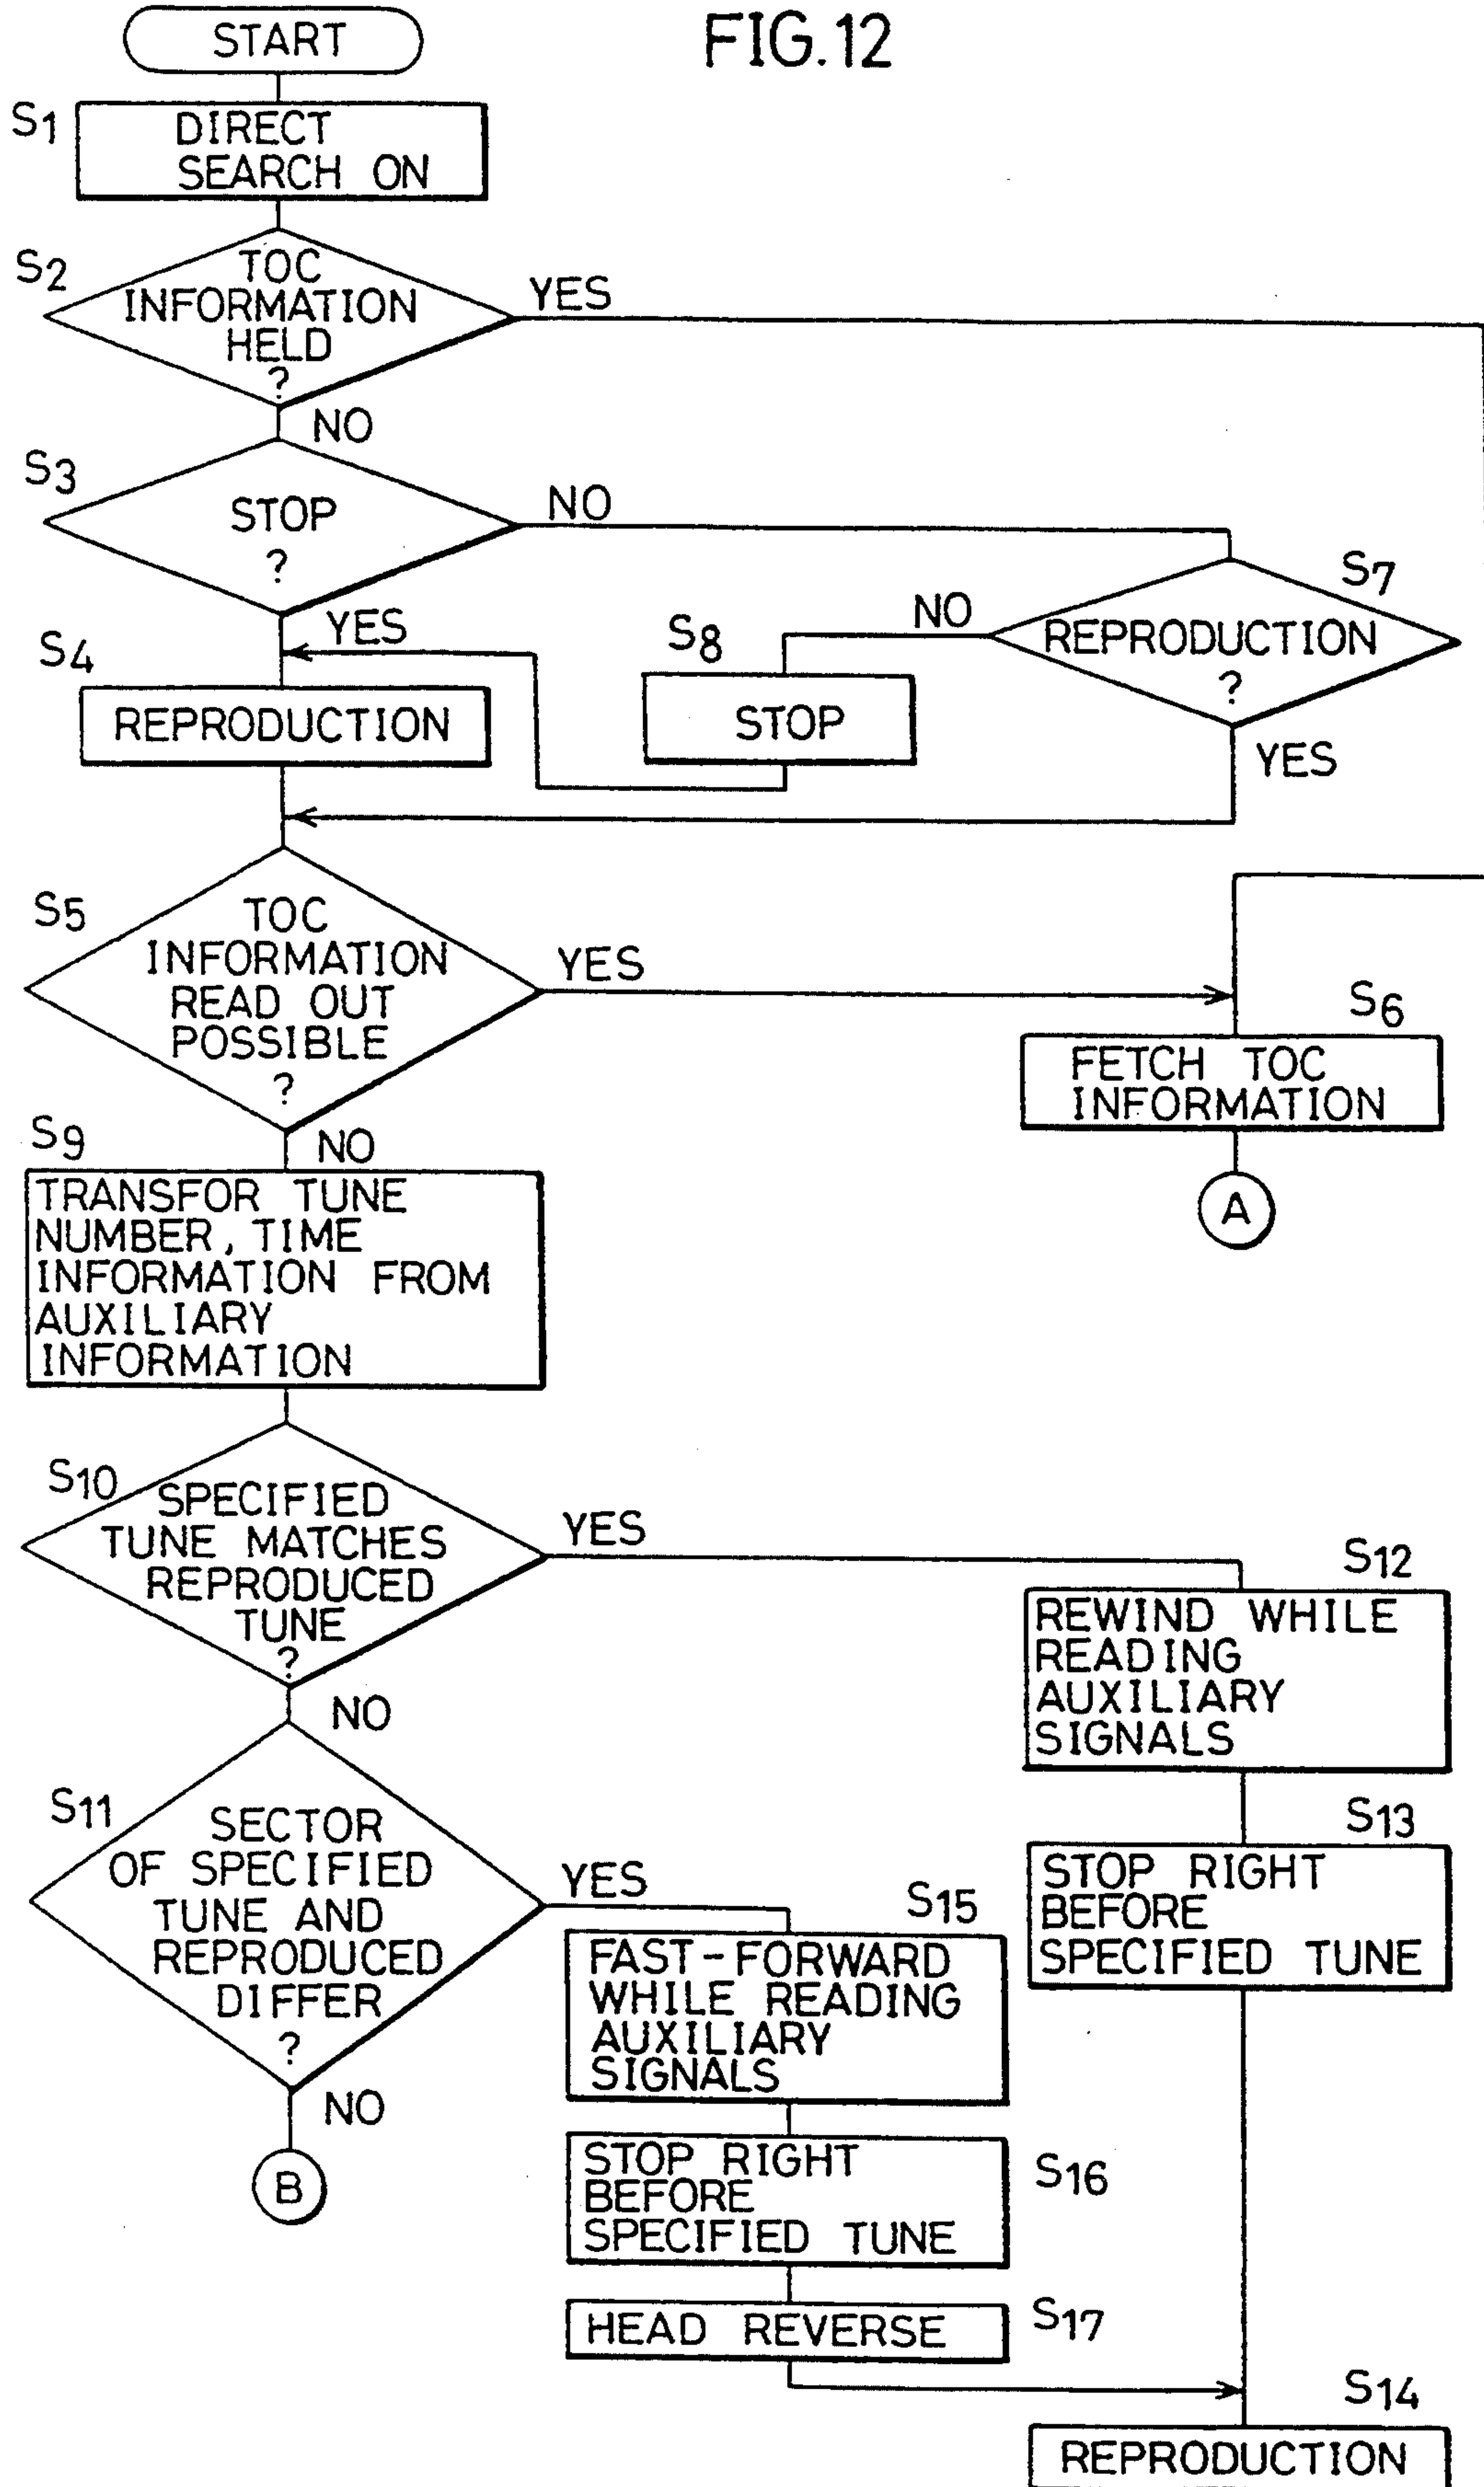 FIG.12
START
S1
DIRECT
SEARCH ON
S2
TOC
INFORMATION
HELD
?
YES
NO
S3
STOP
?
NO
YES
S7
REPRODUCTION
?
NO
YES
S8
STOP
S4
REPRODUCTION
S5
TOC
INFORMATION
READ OUT
POSSIBLE
?
YES
NO
S6
FETCH TOC
INFORMATION
A
S9
TRANSFOR TUNE
NUMBER, TIME
INFORMATION FROM
AUXILIARY
INFORMATION
S10
SPECIFIED
TUNE MATCHES
REPRODUCED
TUNE
?
YES
NO
S12
REWIND WHILE
READING
AUXILIARY
SIGNALS
S13
STOP RIGHT
BEFORE
SPECIFIED TUNE
S11
SECTOR
OF SPECIFIED
TUNE AND
REPRODUCED
DIFFER
?
YES
NO
B
S15
FAST-FORWARD
WHILE READING
AUXILIARY
SIGNALS
S16
STOP RIGHT
BEFORE
SPECIFIED TUNE
S17
HEAD REVERSE
S14
REPRODUCTION